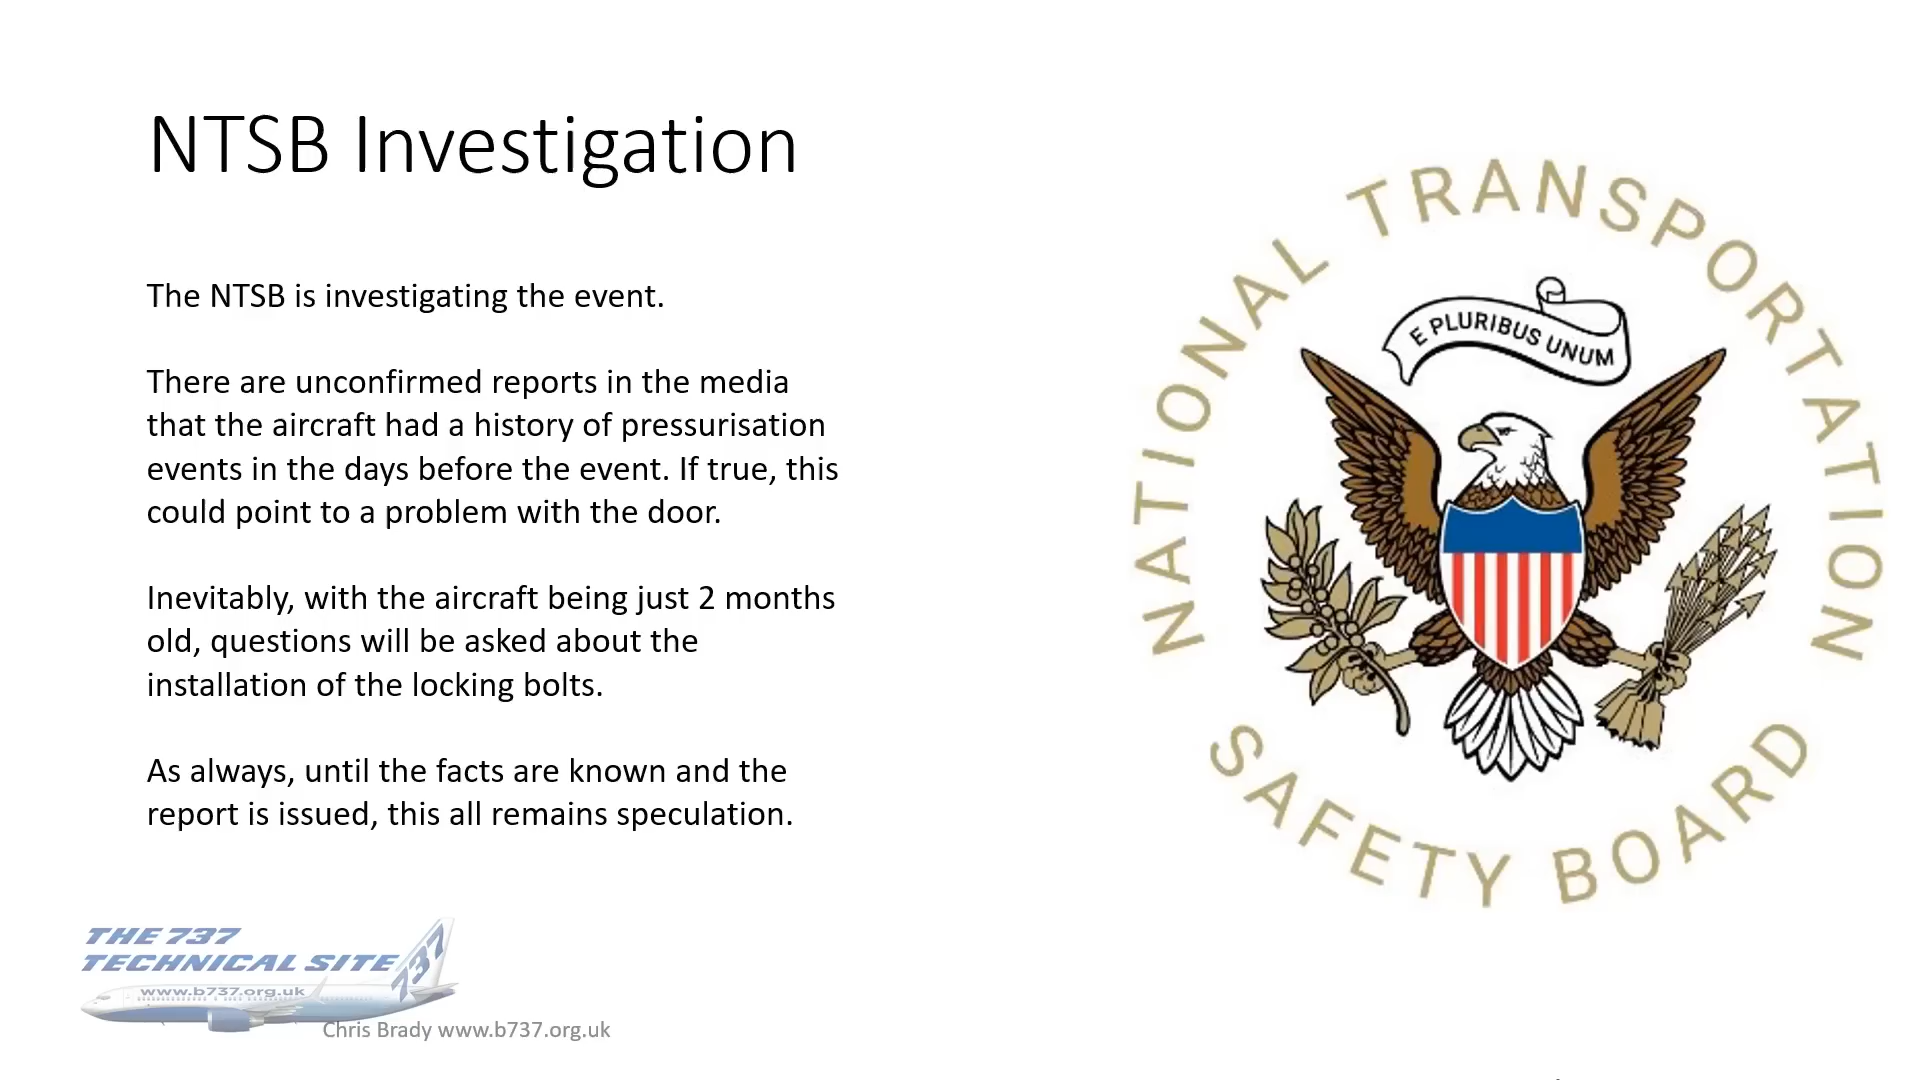 NTSB Investigation
The NTSB is investigating the event.
There are unconfirmed reports in the media
that the aircraft had a history of pressurisation
events in the days before the event. If true, this
could point to a problem with the door.
Inevitably, with the aircraft being just 2 months
old, questions will be asked about the
installation of the locking bolts.
As always, until the facts are known and the
report is issued, this all remains speculation.
NATIONAL TRANSPORTATION
E PLURIBUS UNUM
SAFETY BOARD
THE 737
TECHNICAL SITE
737
www.b737.org.uk
Chris Brady www.b737.org.uk